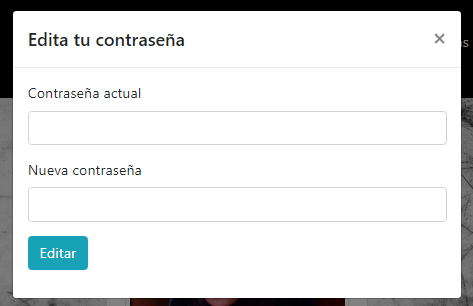 Edita tu contraseña
×
Contraseña actual
Nueva contraseña
Editar